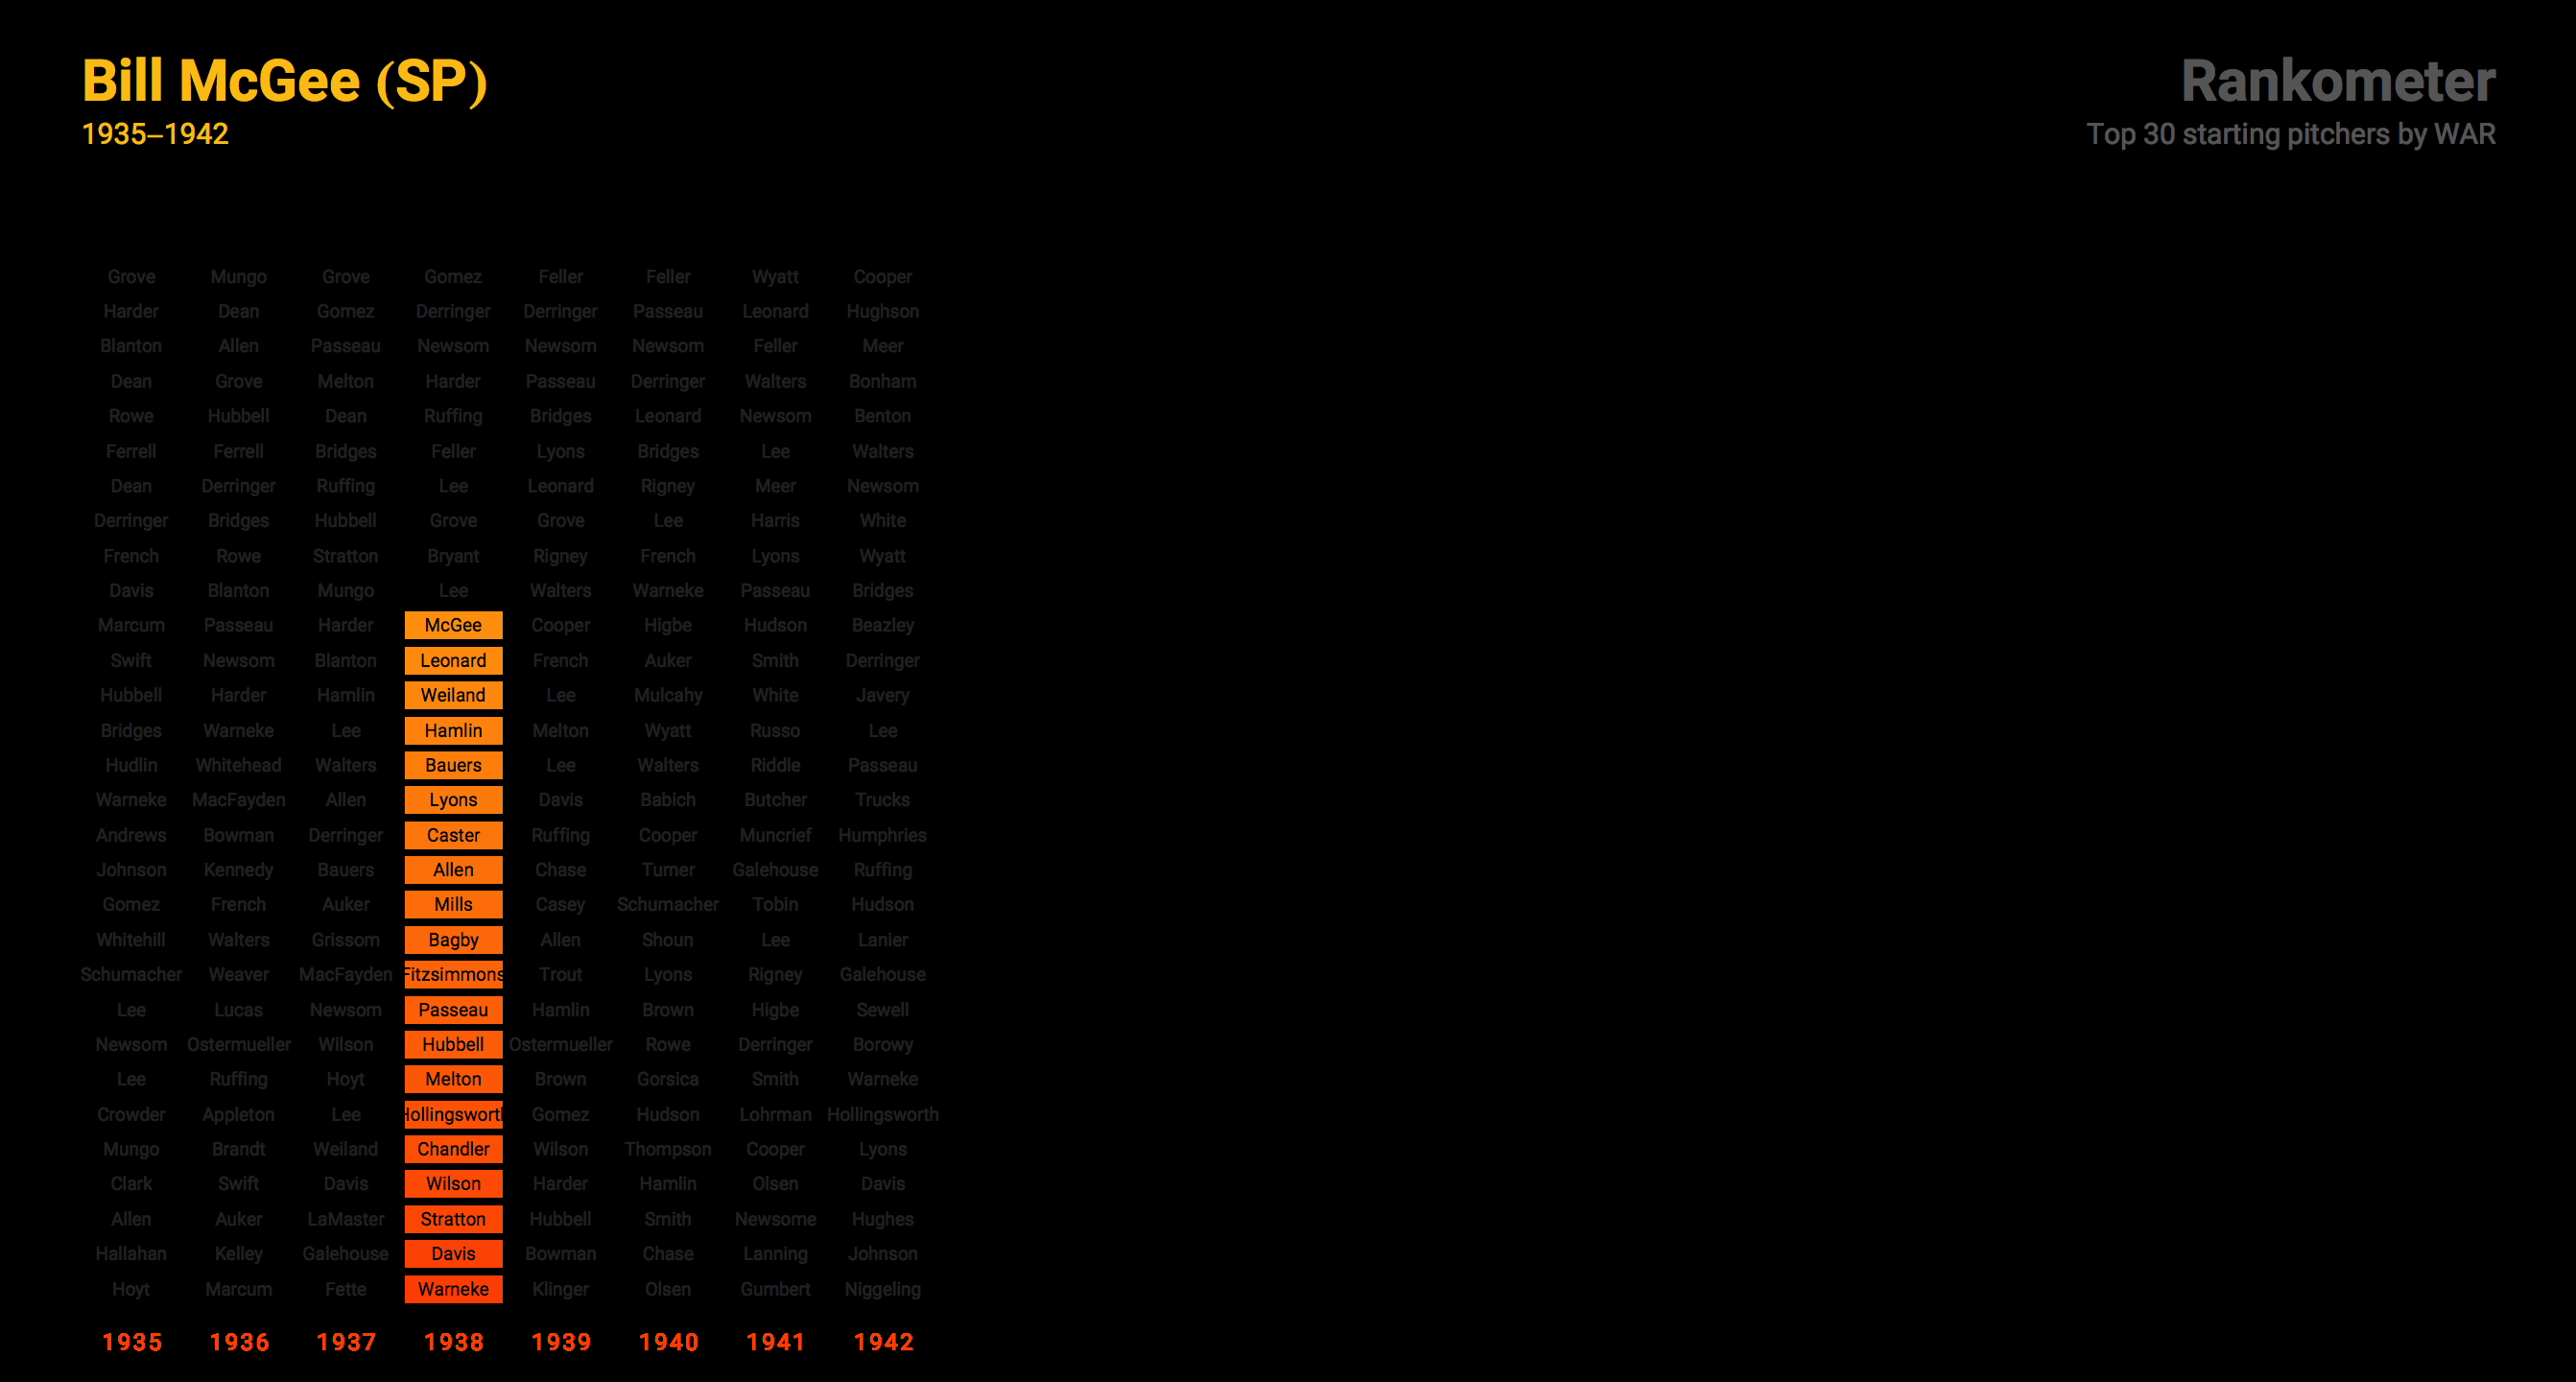 Bill McGee (SP)
1935–1942
Rankometer
Top 30 starting pitchers by WAR
Grove Mungo Grove Gomez Feller Feller Wyatt Cooper
Harder Dean Gomez Derringer Derringer Passeau Leonard Hughson
Blanton Allen Passeau Newsom Newsom Newsom Feller Meer
Dean Grove Melton Harder Passeau Derringer Walters Bonham
Rowe Hubbell Dean Ruffing Bridges Leonard Newsom Benton
Ferrell Ferrell Bridges Feller Lyons Bridges Lee Walters
Dean Derringer Ruffing Lee Leonard Rigney Meer Newsom
Derringer Bridges Hubbell Grove Grove Lee Harris White
French Rowe Stratton Bryant Rigney French Lyons Wyatt
Davis Blanton Mungo Lee Walters Warneke Passeau Bridges
Marcum Passeau Harder McGee Cooper Higbe Hudson Beazley
Swift Newsom Blanton Leonard French Auker Smith Derringer
Hubbell Harder Hamlin Weiland Lee Mulcahy White Javery
Bridges Warneke Lee Hamlin Melton Wyatt Russo Lee
Hudlin Whitehead Walters Bauers Lee Walters Riddle Passeau
Warneke MacFayden Allen Lyons Davis Babich Butcher Trucks
Andrews Bowman Derringer Caster Ruffing Cooper Muncrief Humphries
Johnson Kennedy Bauers Allen Chase Turner Galehouse Ruffing
Gomez French Auker Mills Casey Schumacher Tobin Hudson
Whitehill Walters Grissom Bagby Allen Shoun Lee Lanier
Schumacher Weaver MacFayden Fitzsimmons Trout Lyons Rigney Galehouse
Lee Lucas Newsom Passeau Hamlin Brown Higbe Sewell
Newsom Ostermueller Wilson Hubbell Ostermueller Rowe Derringer Borowy
Lee Ruffing Hoyt Melton Brown Gorsica Smith Warneke
Crowder Appleton Lee Hollingsworth Gomez Hudson Lohrman Hollingsworth
Mungo Brandt Weiland Chandler Wilson Thompson Cooper Lyons
Clark Swift Davis Wilson Harder Hamlin Olsen Davis
Allen Auker LaMaster Stratton Hubbell Smith Newsome Hughes
Hallahan Kelley Galehouse Davis Bowman Chase Lanning Johnson
Hoyt Marcum Fette Warneke Klinger Olsen Gumbert Niggeling
1935 1936 1937 1938 1939 1940 1941 1942